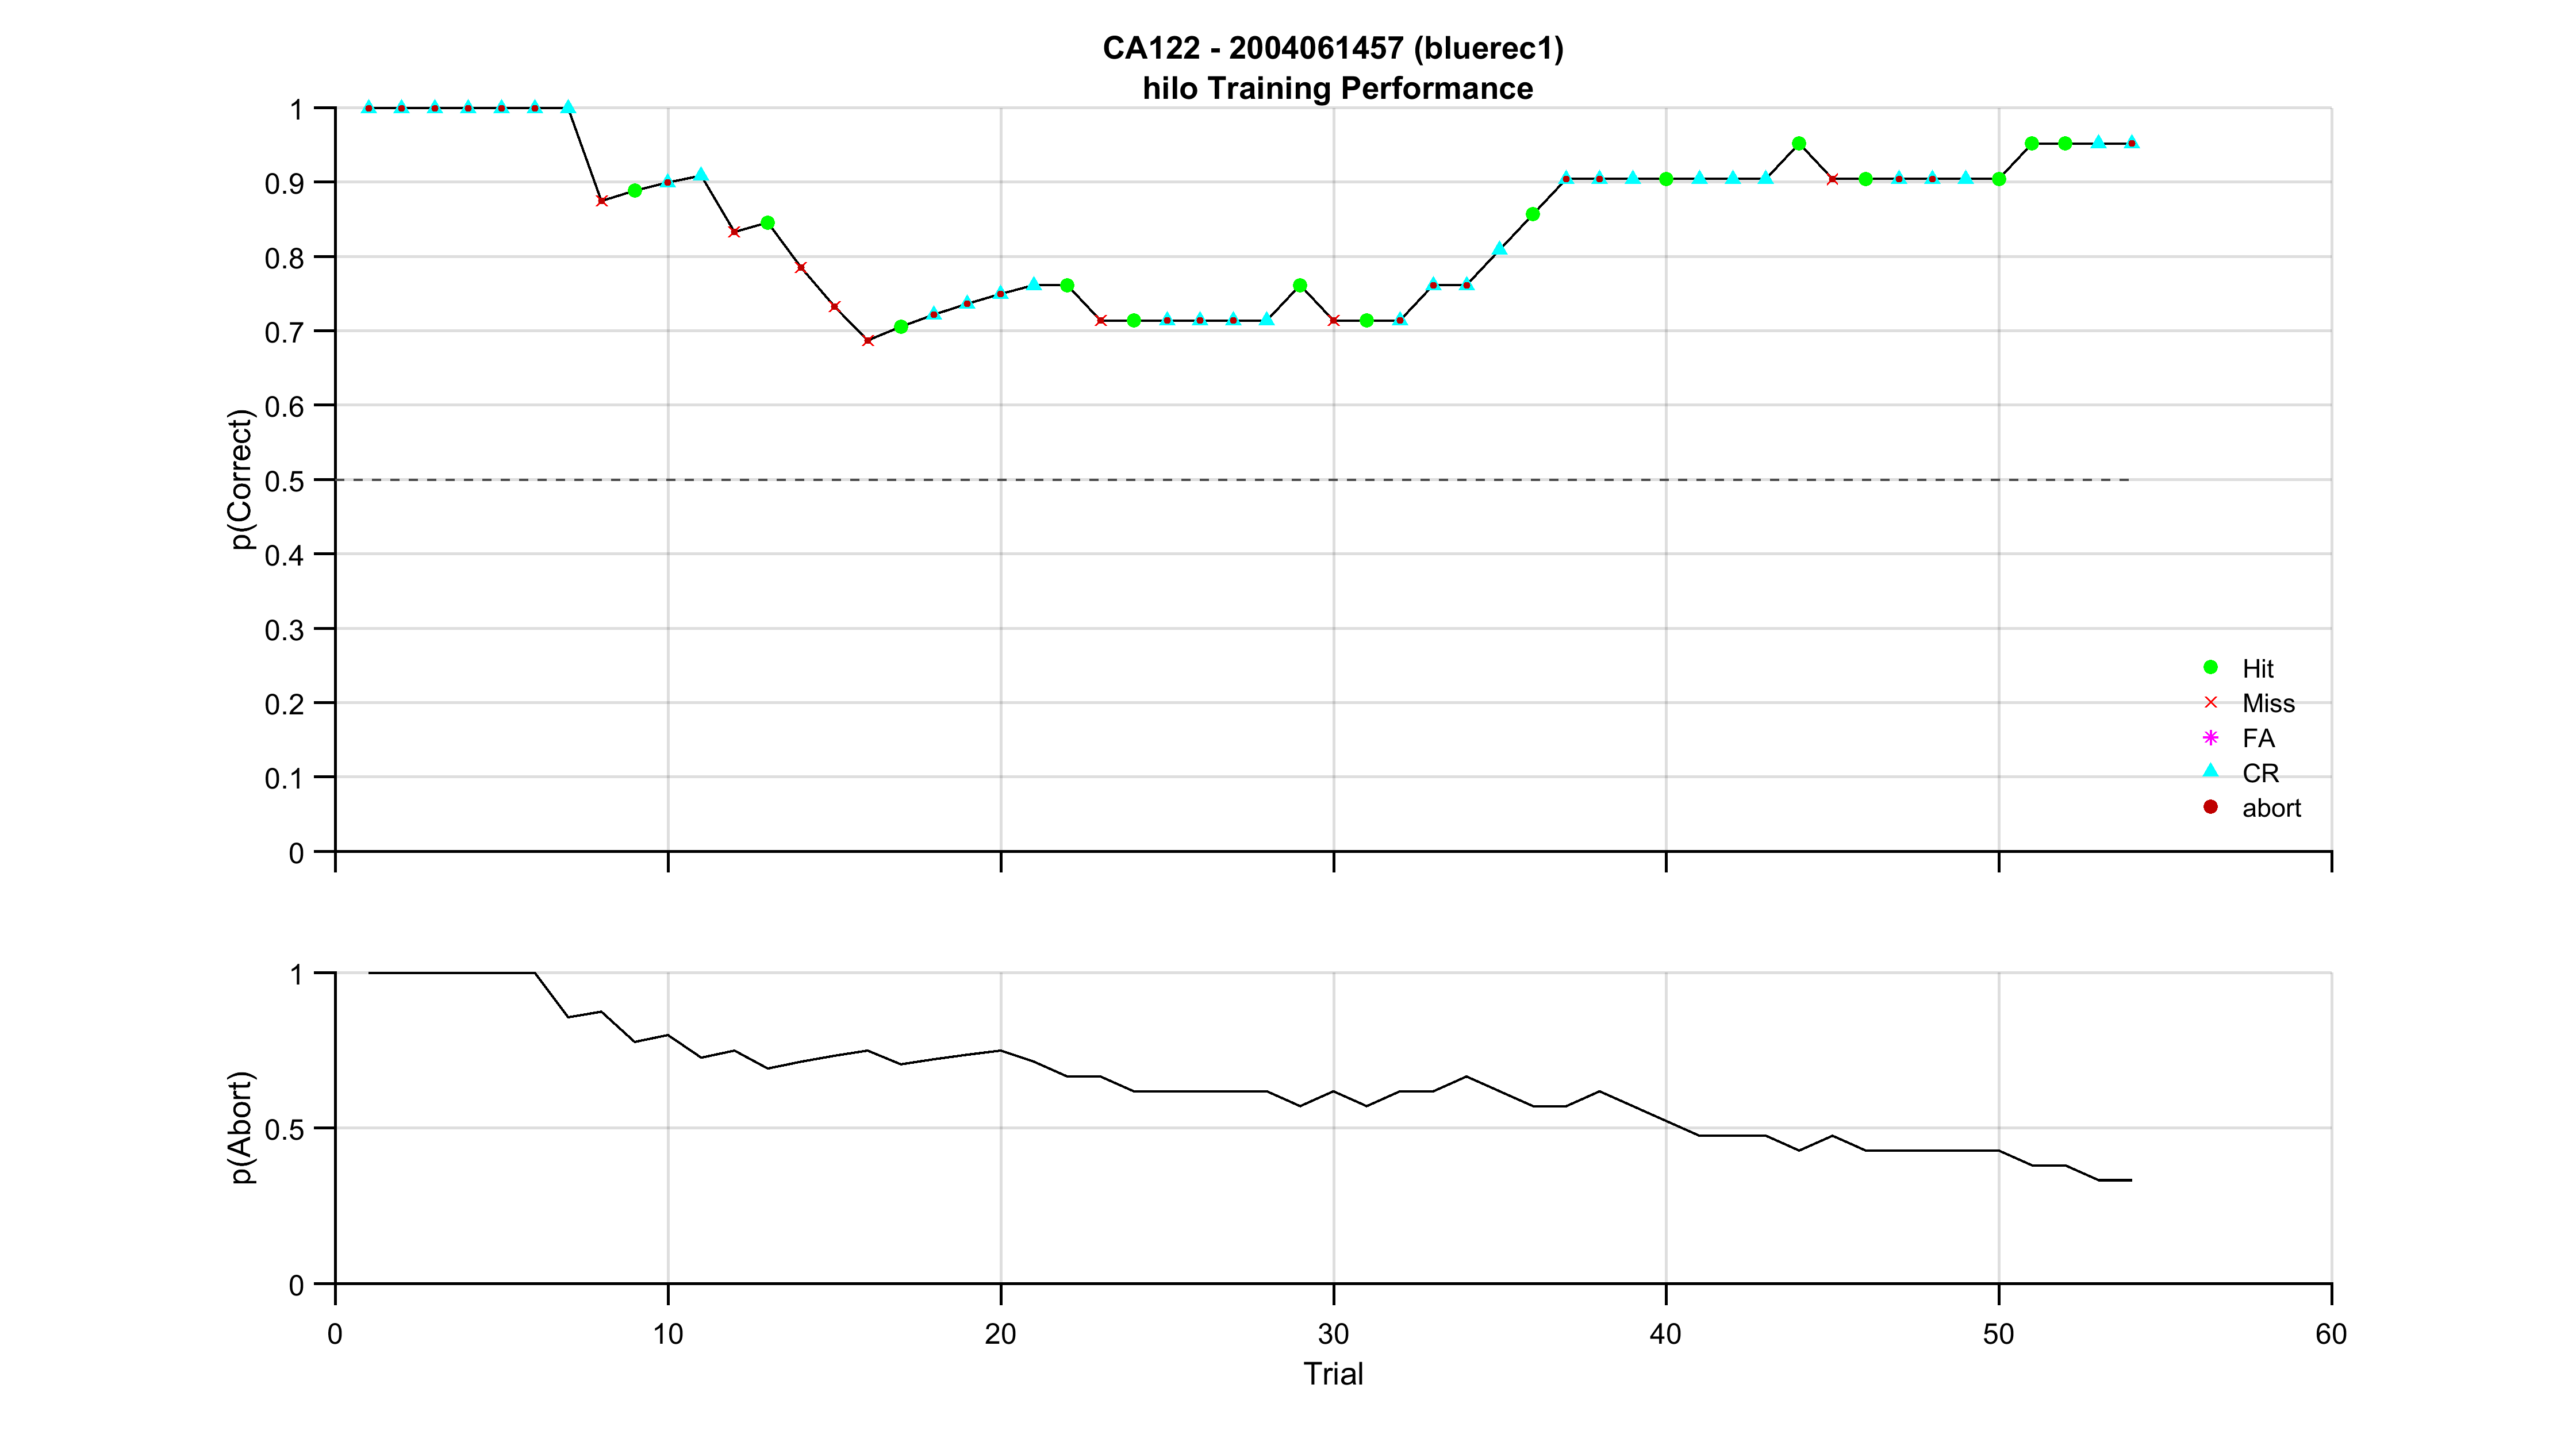 CA122 - 2004061457 (bluerec1)
hilo Training Performance
p(Correct)
1
0.9
0.8
0.7
0.6
0.5
0.4
0.3
0.2
0.1
0
Hit
Miss
FA
CR
abort
p(Abort)
1
0.5
0
0 10 20 30 40 50 60
Trial